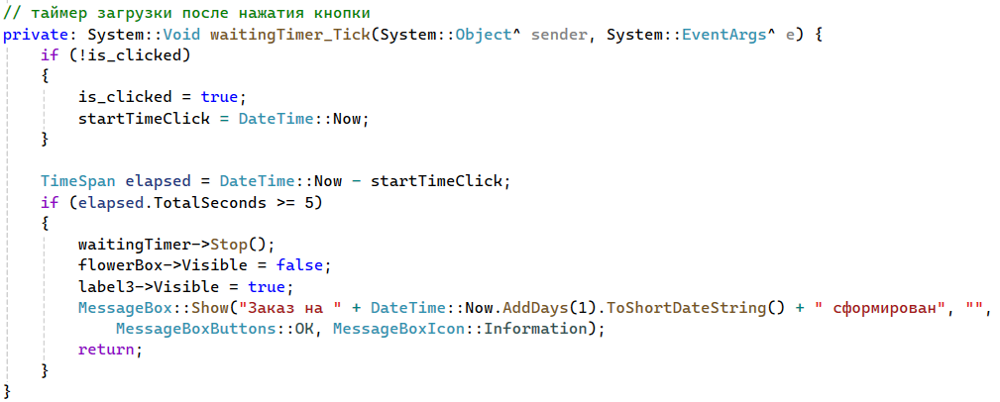 // таймер загрузки после нажатия кнопки
private: System::Void waitingTimer_Tick(System::Object^ sender, System::EventArgs^ e) {
    if (!is_clicked)
    {
        is_clicked = true;
        startTimeClick = DateTime::Now;
    }

    TimeSpan elapsed = DateTime::Now - startTimeClick;
    if (elapsed.TotalSeconds >= 5)
    {
        waitingTimer->Stop();
        flowerBox->Visible = false;
        label3->Visible = true;
        MessageBox::Show("Заказ на " + DateTime::Now.AddDays(1).ToShortDateString() + " сформирован", "",
            MessageBoxButtons::OK, MessageBoxIcon::Information);
        return;
    }
}